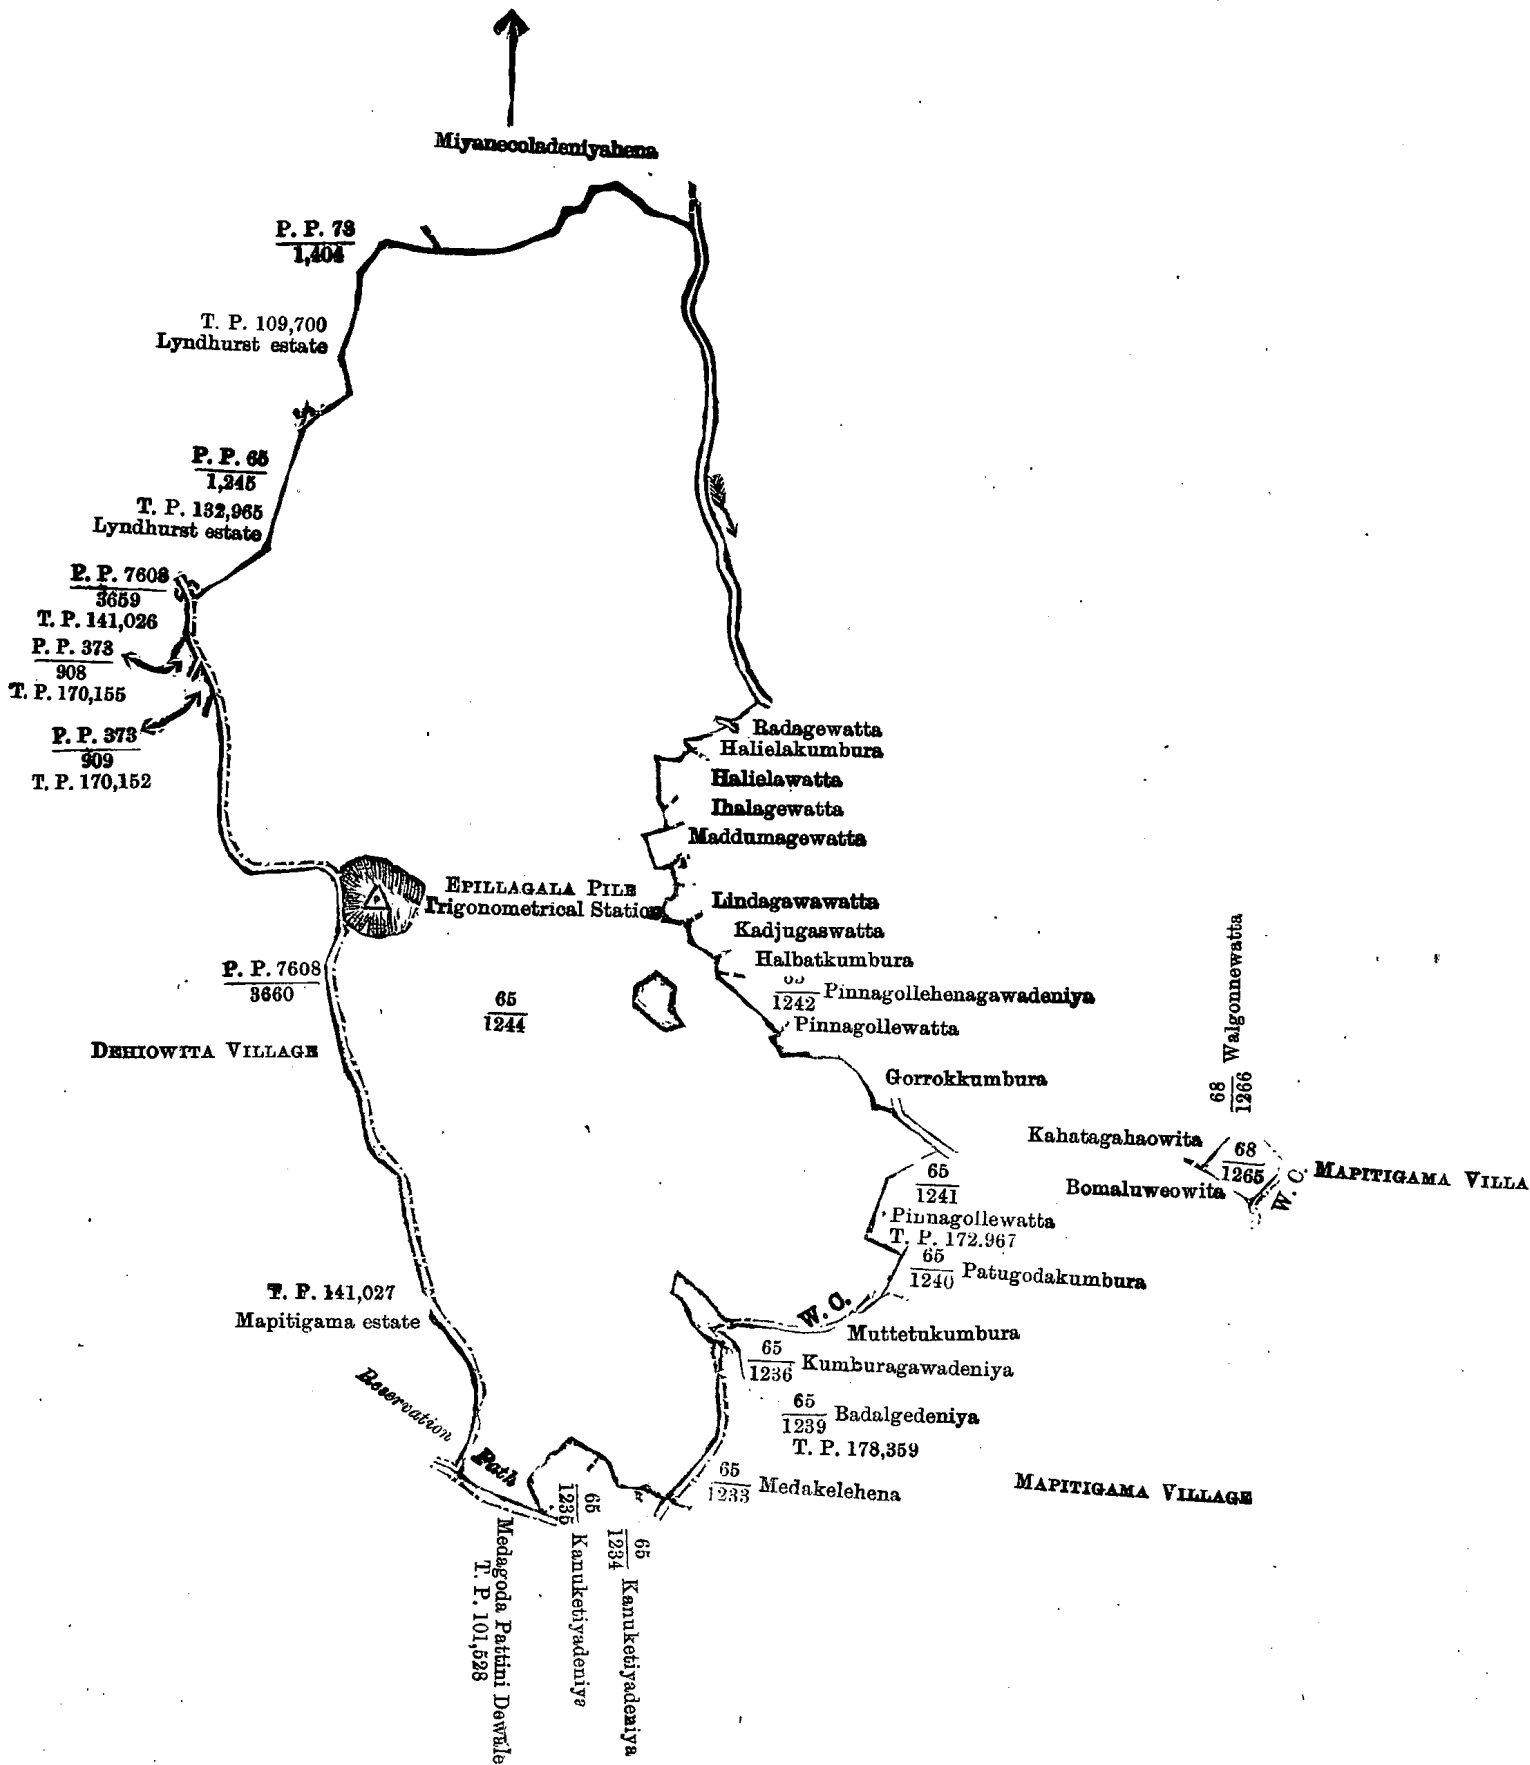 Miyanecoladeniyahena
P. P. 73
1,404
T. P. 109,700
Lyndhurst estate
P. P. 65
1,245
T. P. 132,965
Lyndhurst estate
P. P. 7608
3659
T. P. 141,026
P. P. 373
908
T. P. 170,155
P. P. 373
909
T. P. 170,152
Radagewatta
Halielakumbura
Halielawatta
Ihalagewatta
Maddumagewatta
EPILLAGALA PILE
Trigonometrical Station
P
Lindagawawatta
Kadjugaswatta
Halbatkumbura
P. P. 7608
3660
65
1244
65
1242 Pinnagollehenagawadeniya
Pinnagollewatta
DEHIOWITA VILLAGE
Gorrokkumbura
68
1266 Walgonnewatta
Kahatagahaowita
68
1265
MAPITIGAMA VILLA
Bomaluweowita
W. C.
65
1241
Pinnagollewatta
T. P. 172.967
65
1240 Patugodakumbura
T. P. 141,027
Mapitigama estate
W. C.
Muttetukumbura
65
1236 Kumburagawadeniya
Reservation Path
65
1239 Badalgedeniya
T. P. 178,359
65
1233 Medakelehena
MAPITIGAMA VILLAGE
65
1235 Kanuketiyadeniya
65
1234 Kanuketiyadeniya
Medagoda Pattini Dewale
T. P. 101,528